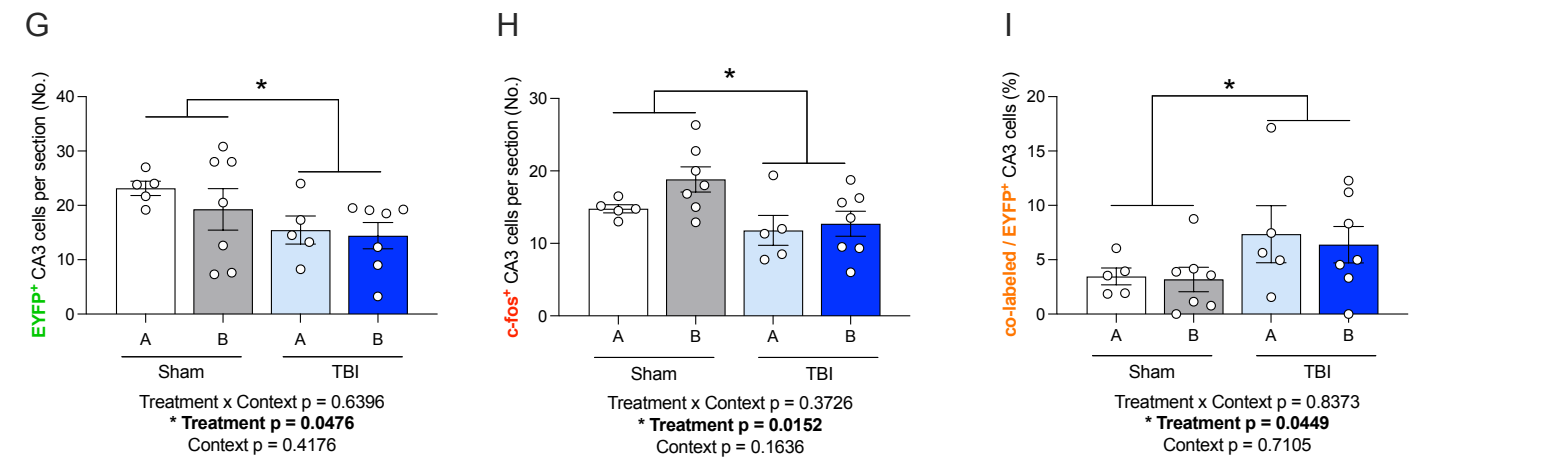 G
EYFP+ CA3 cells per section (No.)
40
30
20
10
0
*
A
B
A
B
Sham
TBI
Treatment x Context p = 0.6396
* Treatment p = 0.0476
Context p = 0.4176
H
c-fos+ CA3 cells per section (No.)
30
20
10
0
*
A
B
A
B
Sham
TBI
Treatment x Context p = 0.3726
* Treatment p = 0.0152
Context p = 0.1636
I
co-labeled / EYFP+ CA3 cells (%)
20
15
10
5
0
*
A
B
A
B
Sham
TBI
Treatment x Context p = 0.8373
* Treatment p = 0.0449
Context p = 0.7105